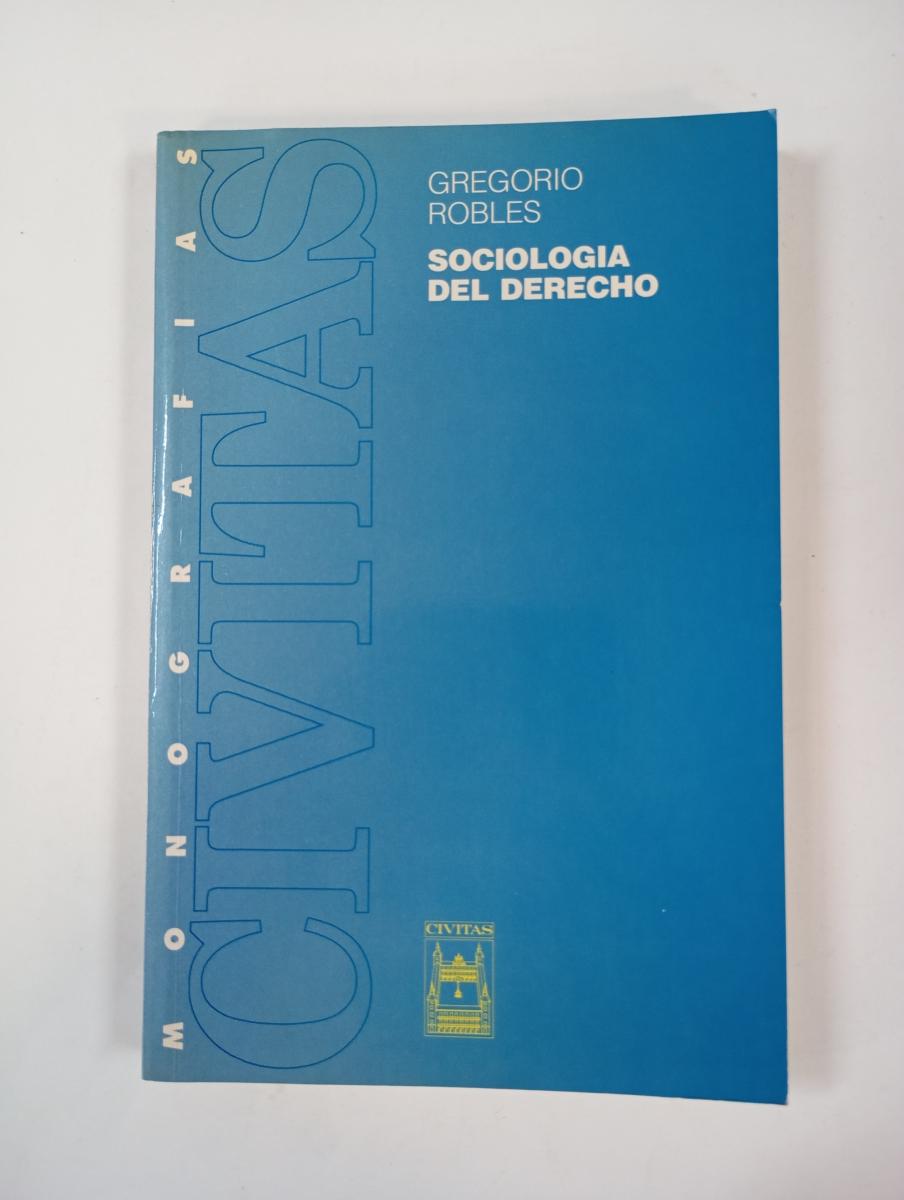 GREGORIO
ROBLES
SOCIOLOGIA
DEL DERECHO
MONOGRAFIAS
CIVITAS
CIVITAS